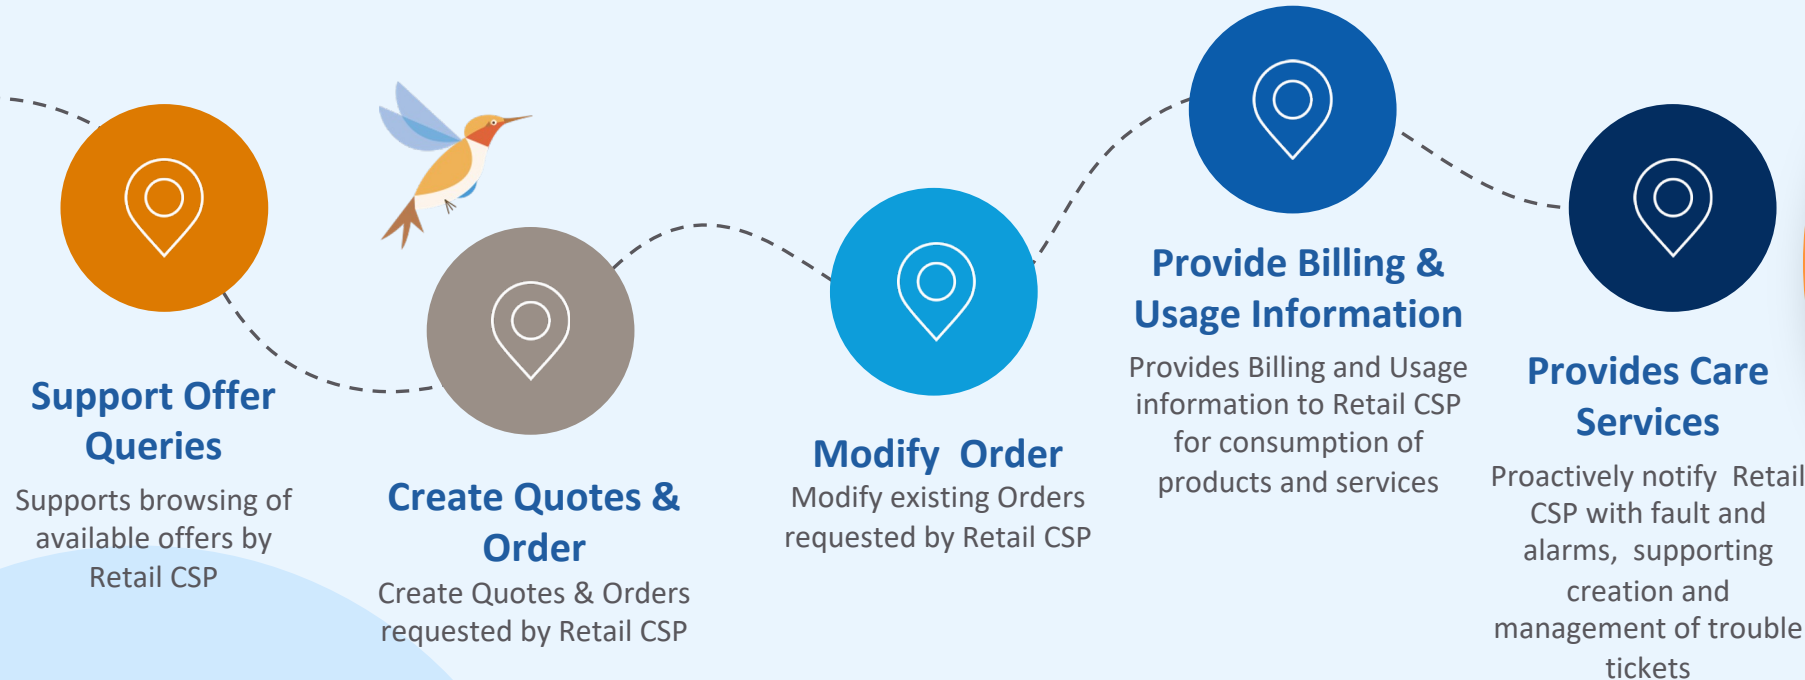 Support Offer
Queries
Supports browsing of
available offers by
Retail CSP
Create Quotes &
Order
Create Quotes & Orders
requested by Retail CSP
Modify  Order
Modify existing Orders
requested by Retail CSP
Provide Billing &
Usage Information
Provides Billing and Usage
information to Retail CSP
for consumption of
products and services
Provides Care
Services
Proactively notify  Retail
CSP with fault and
alarms,  supporting
creation and
management of trouble
tickets